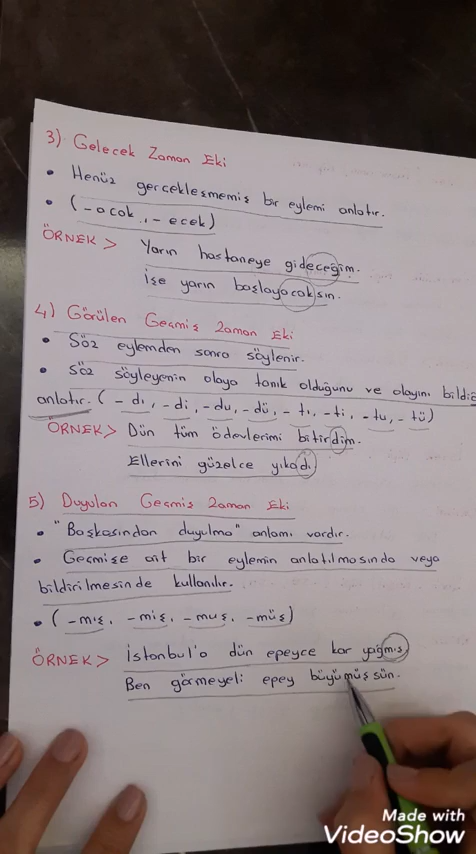 3) Gelecek Zaman Eki
• Henüz gerçekleşmemiş bir eylemi anlatır.
• (-acak, -ecek)
ÖRNEK > Yarın hastaneye gideceğim.
İşe yarın başlayacaksın.
4) Görülen Geçmiş Zaman Eki
• Söz eylemden sonra söylenir.
• Söz söyleyenin olaya tanık olduğunu ve olayını bildiğ
anlatır. (-dı, -di, -du, -dü, -tı, -ti, -tu, -tü)
ÖRNEK > Dün tüm ödevlerimi bitirdim.
Ellerini güzelce yıkadı.
5) Duyulan Geçmiş Zaman Eki
• "Başkasından duyulma" anlamı vardır.
• Geçmişe ait bir eylemin anlatılmasında veya
bildirilmesinde kullanılır.
• (-mış, -miş, -muş, -müş)
ÖRNEK > İstanbul'a dün epeyce kar yağmış
Ben görmeyeli epey büyümüşsün.
Made with
VideoShow